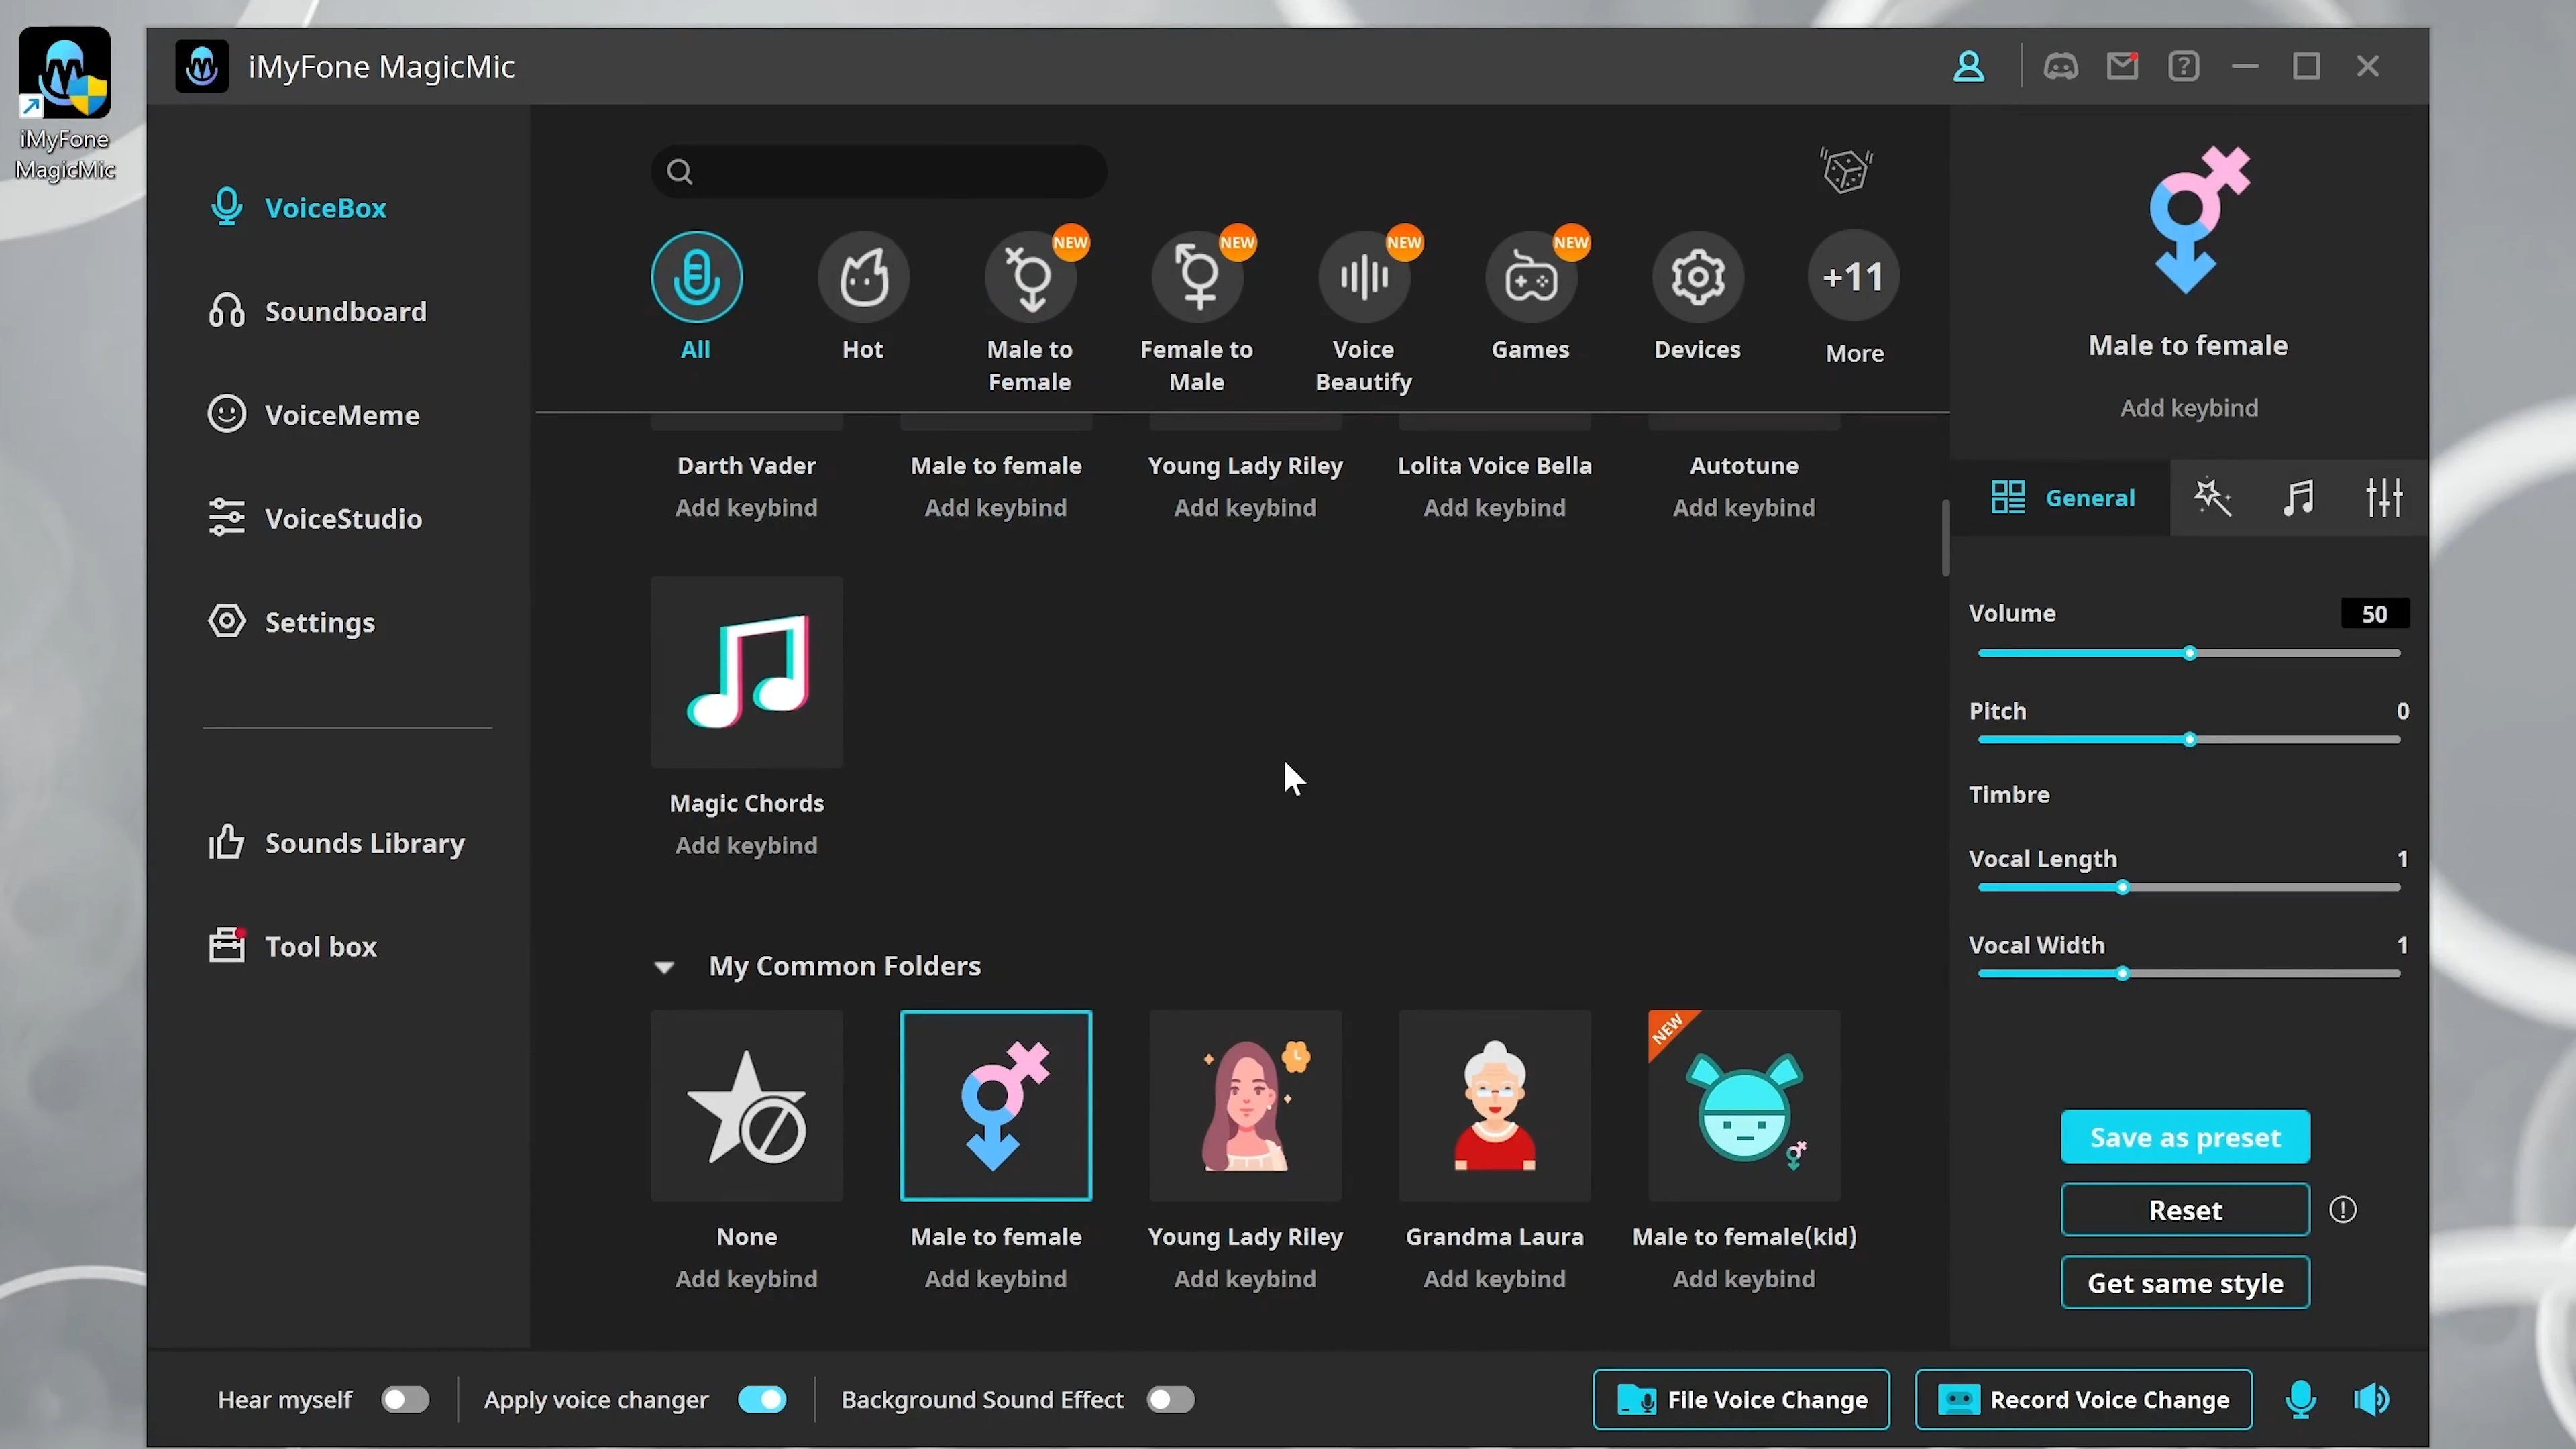 iMyFone
MagicMic
iMyFone MagicMic
VoiceBox
Soundboard
VoiceMeme
VoiceStudio
Settings
Sounds Library
Tool box
NEW
NEW
NEW
NEW
+11
All
Hot
Male to
Female
Female to
Male
Voice
Beautify
Games
Devices
More
Darth Vader
Add keybind
Male to female
Add keybind
Young Lady Riley
Add keybind
Lolita Voice Bella
Add keybind
Autotune
Add keybind
Magic Chords
Add keybind
My Common Folders
None
Add keybind
Male to female
Add keybind
Young Lady Riley
Add keybind
Grandma Laura
Add keybind
NEW
Male to female(kid)
Add keybind
Male to female
Add keybind
General
Volume 50
Pitch 0
Timbre
Vocal Length 1
Vocal Width 1
Save as preset
Reset
Get same style
Hear myself
Apply voice changer
Background Sound Effect
File Voice Change
Record Voice Change